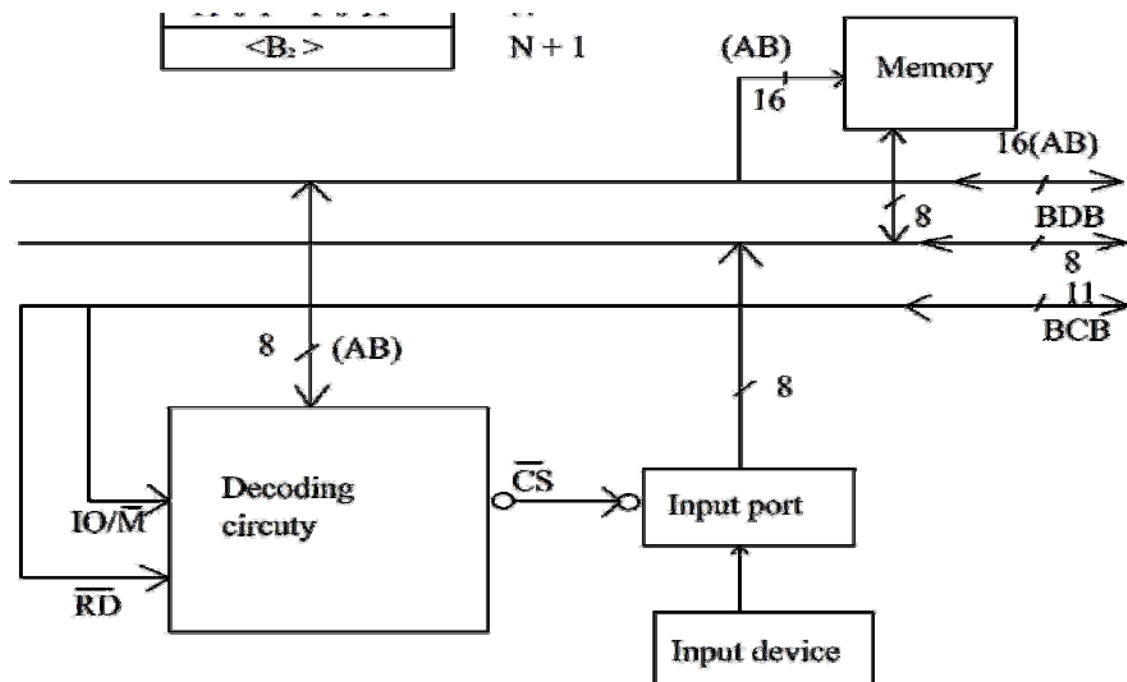 <B₂ >
N + 1
(AB)
16
Memory
16(AB)
8
BDB
8
11
BCB
8
(AB)
8
Decoding
circuty
CS̅
IO/M̅
R̅D̅
Input port
Input device